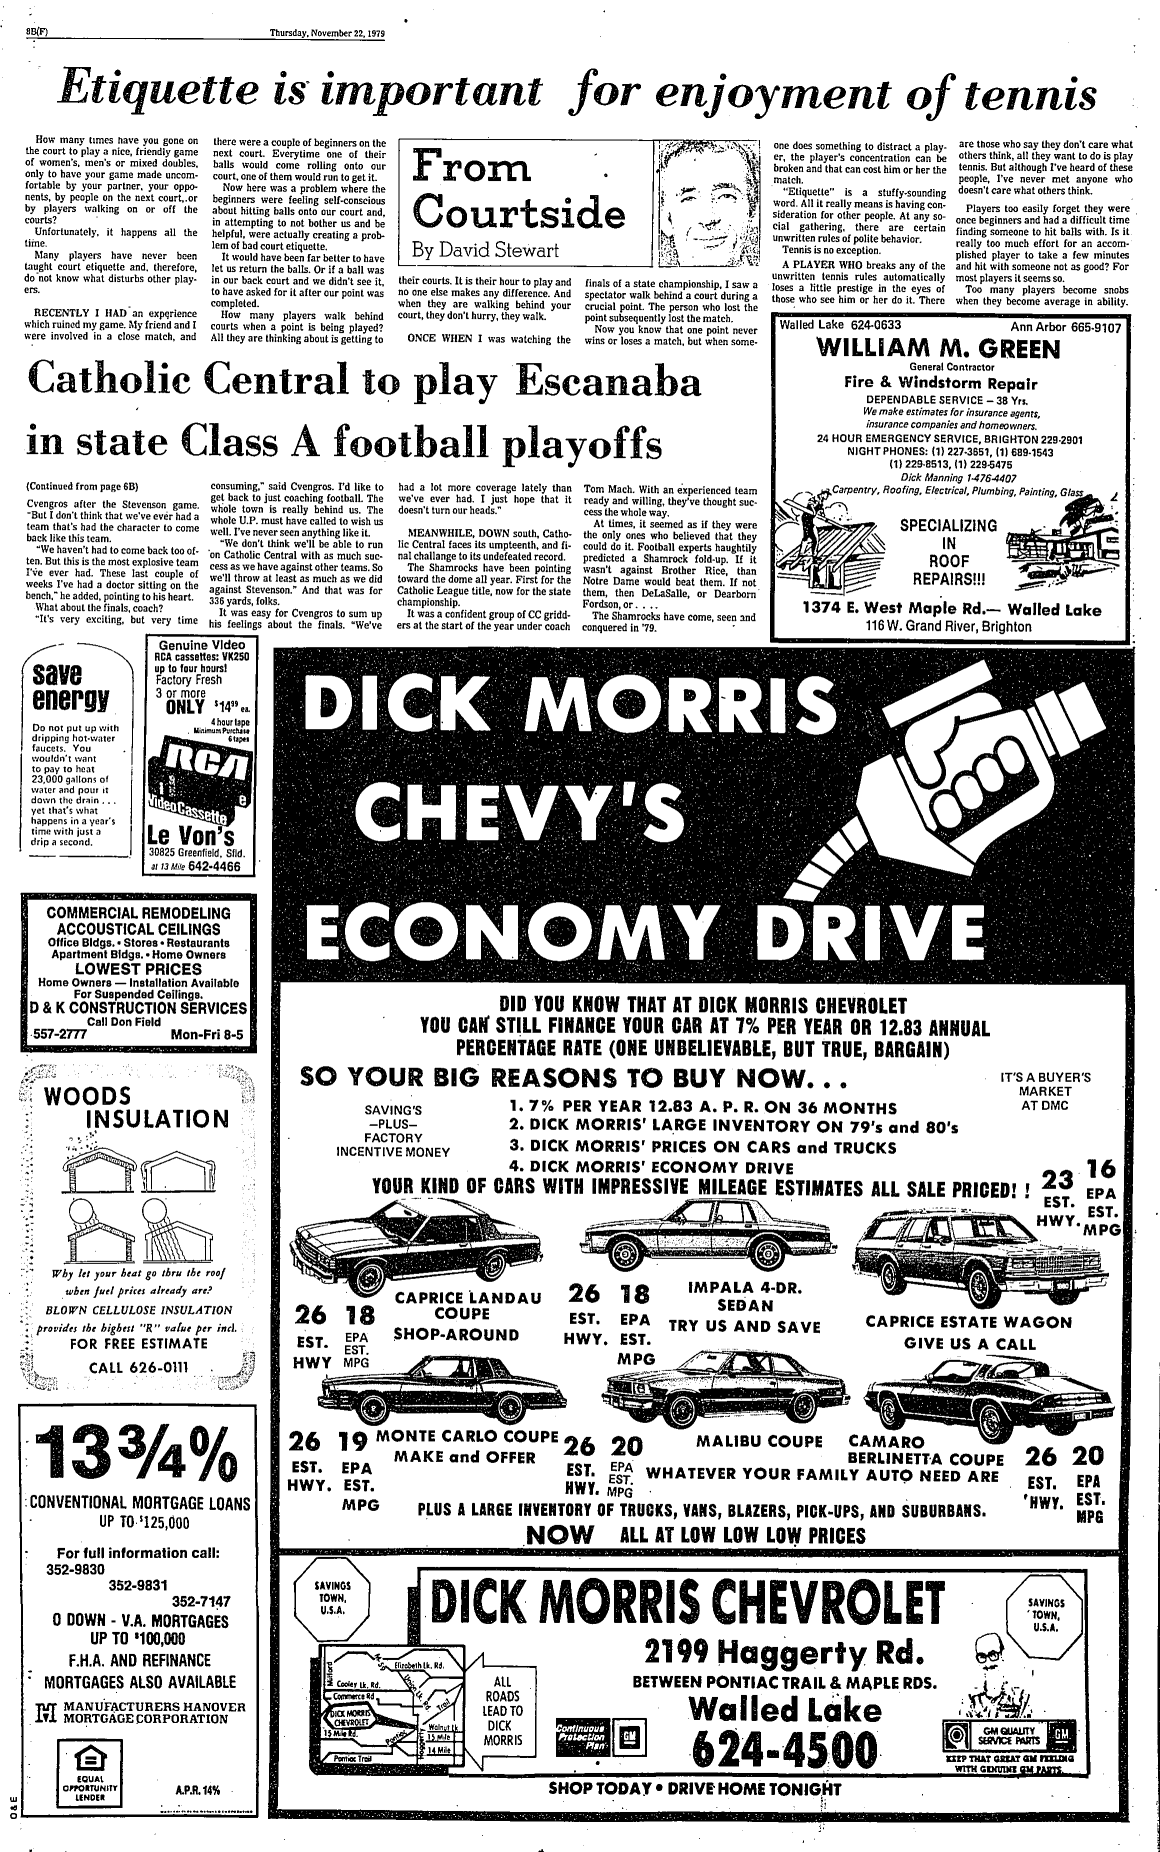 8B(F)
Thursday, November 22, 1979
Etiquette is important for enjoyment of tennis
How many times have you gone on
the court to play a nice, friendly game
of women's, men's or mixed doubles,
only to have your game made uncom-
fortable by your partner, your oppo-
nents, by people on the next court, or
by players walking on or off the
courts?
Unfortunately, it happens all the
time.
Many players have never been
taught court etiquette and, therefore,
do not know what disturbs other play-
ers.
RECENTLY I HAD an experience
which ruined my game. My friend and I
were involved in a close match, and
there were a couple of beginners on the
next court. Everytime one of their
balls would come rolling onto our
court, one of them would run to get it.
Now here was a problem where the
beginners were feeling self-conscious
about hitting balls onto our court and,
in attempting to not bother us and be
helpful, were actually creating a prob-
lem of bad court etiquette.
It would have been far better to have
let us return the balls. Or if a ball was
in our back court and we didn't see it,
to have asked for it after our point was
completed.
How many players walk behind
courts when a point is being played?
All they are thinking about is getting to
From
Courtside
By David Stewart
their courts. It is their hour to play and
no one else makes any difference. And
when they are walking behind your
court, they don't hurry, they walk.
ONCE WHEN I was watching the
finals of a state championship, I saw a
spectator walk behind a court during a
crucial point. The person who lost the
point subsequently lost the match.
Now you know that one point never
wins or loses a match, but when some-
one does something to distract a play-
er, the player's concentration can be
broken and that can cost him or her the
match.
"Etiquette" is a stuffy-sounding
word. All it really means is having con-
sideration for other people. At any so-
cial gathering, there are certain
unwritten rules of polite behavior.
Tennis is no exception.
A PLAYER WHO breaks any of the
unwritten tennis rules automatically
loses a little prestige in the eyes of
those who see him or her do it. There
are those who say they don't care what
others think, all they want to do is play
tennis. But although I've heard of these
people, I've never met anyone who
doesn't care what others think.
Players too easily forget they were
once beginners and had a difficult time
finding someone to hit balls with. Is it
really too much effort for an accom-
plished player to take a few minutes
and hit with someone not as good? For
most players it seems so.
Too many players become snobs
when they become average in ability.
Catholic Central to play Escanaba
in state Class A football playoffs
(Continued from page 6B)
Cvengros after the Stevenson game.
"But I don't think that we've ever had a
team that's had the character to come
back like this team.
"We haven't had to come back too of-
ten. But this is the most explosive team
I've ever had. These last couple of
weeks I've had a doctor sitting on the
bench," he added, pointing to his heart.
What about the finals, coach?
"It's very exciting, but very time
consuming," said Cvengros. I'd like to
get back to just coaching football. The
whole town is really behind us. The
whole U.P. must have called to wish us
well. I've never seen anything like it.
"We don't think we'll be able to run
on Catholic Central with as much suc-
cess as we have against other teams. So
we'll throw at least as much as we did
against Stevenson." And that was for
336 yards, folks.
It was easy for Cvengros to sum up
his feelings about the finals. "We've
had a lot more coverage lately than
we've ever had. I just hope that it
doesn't turn our heads."
MEANWHILE, DOWN south, Catho-
lic Central faces its umpteenth, and fi-
nal challange to its undefeated record.
The Shamrocks have been pointing
toward the dome all year. First for the
Catholic League title, now for the state
championship.
It was a confident group of CC gridd-
ers at the start of the year under coach
Tom Mach. With an experienced team
ready and willing, they've thought suc-
cess the whole way.
At times, it seemed as if they were
the only ones who believed that they
could do it. Football experts haughtily
predicted a Shamrock fold-up. If it
wasn't against Brother Rice, than
Notre Dame would beat them. If not
them, then DeLaSalle, or Dearborn
Fordson, or . . . .
The Shamrocks have come, seen and
conquered in '79.
Walled Lake 624-0633
Ann Arbor 665-9107
WILLIAM M. GREEN
General Contractor
Fire & Windstorm Repair
DEPENDABLE SERVICE — 38 Yrs.
We make estimates for insurance agents,
insurance companies and homeowners.
24 HOUR EMERGENCY SERVICE, BRIGHTON 229-2901
NIGHT PHONES: (1) 227-3651, (1) 689-1543
(1) 229-8513, (1) 229-5475
Dick Manning 1-476-4407
Carpentry, Roofing, Electrical, Plumbing, Painting, Glass
SPECIALIZING
IN
ROOF
REPAIRS!!!
1374 E. West Maple Rd.— Walled Lake
116 W. Grand River, Brighton
save
energy
Do not put up with
dripping hot-water
faucets. You
wouldn't want
to pay to heat
23,000 gallons of
water and pour it
down the drain . . .
yet that's what
happens in a year's
time with just a
drip a second.
Genuine Video
RCA cassettes: VK250
up to four hours!
Factory Fresh
3 or more
ONLY $14⁹⁹ ea.
4 hour tape
Minimum Purchase
6 tapes
RCA
Video Cassette
Le Von's
30825 Greenfield, Sfld.
at 13 Mile 642-4466
COMMERCIAL REMODELING
ACCOUSTICAL CEILINGS
Office Bldgs. • Stores • Restaurants
Apartment Bldgs. • Home Owners
LOWEST PRICES
Home Owners — Installation Available
For Suspended Ceilings.
D & K CONSTRUCTION SERVICES
Call Don Field
557-2777 Mon-Fri 8-5
WOODS
INSULATION
Why let your heat go thru the roof
when fuel prices already are?
BLOWN CELLULOSE INSULATION
provides the highest "R" value per incl.
FOR FREE ESTIMATE
CALL 626-0111
13¾%
CONVENTIONAL MORTGAGE LOANS
UP TO $125,000
For full information call:
352-9830
352-9831
352-7147
0 DOWN - V.A. MORTGAGES
UP TO $100,000
F.H.A. AND REFINANCE
MORTGAGES ALSO AVAILABLE
MANUFACTURERS HANOVER
MORTGAGE CORPORATION
EQUAL
OPPORTUNITY
LENDER
A.P.R. 14%
O&E
DICK MORRIS
CHEVY'S
ECONOMY DRIVE
DID YOU KNOW THAT AT DICK MORRIS CHEVROLET
YOU CAN STILL FINANCE YOUR CAR AT 7% PER YEAR OR 12.83 ANNUAL
PERCENTAGE RATE (ONE UNBELIEVABLE, BUT TRUE, BARGAIN)
SO YOUR BIG REASONS TO BUY NOW. . .
IT'S A BUYER'S
MARKET
AT DMC
SAVING'S
—PLUS—
FACTORY
INCENTIVE MONEY
1. 7% PER YEAR 12.83 A. P. R. ON 36 MONTHS
2. DICK MORRIS' LARGE INVENTORY ON 79's and 80's
3. DICK MORRIS' PRICES ON CARS and TRUCKS
4. DICK MORRIS' ECONOMY DRIVE
YOUR KIND OF CARS WITH IMPRESSIVE MILEAGE ESTIMATES ALL SALE PRICED! !
23 EST. HWY.
16 EPA EST. MPG
26 EST. HWY
18 EPA EST. MPG
CAPRICE LANDAU
COUPE
SHOP-AROUND
26 EST. HWY.
18 EPA EST. MPG
IMPALA 4-DR.
SEDAN
TRY US AND SAVE
CAPRICE ESTATE WAGON
GIVE US A CALL
26 EST. HWY.
19 EPA EST. MPG
MONTE CARLO COUPE
MAKE and OFFER
26 EST. HWY.
20 EPA EST. MPG
MALIBU COUPE
CAMARO
BERLINETTA COUPE
26 EST. HWY.
20 EPA EST. MPG
WHATEVER YOUR FAMILY AUTO NEED ARE
PLUS A LARGE INVENTORY OF TRUCKS, VANS, BLAZERS, PICK-UPS, AND SUBURBANS.
NOW ALL AT LOW LOW LOW PRICES
SAVINGS
TOWN,
U.S.A.
DICK MORRIS CHEVROLET
SAVINGS
TOWN,
U.S.A.
2199 Haggerty Rd.
BETWEEN PONTIAC TRAIL & MAPLE RDS.
Walled Lake
624-4500
Milford
Elizabeth Lk. Rd.
Cooley Lk. Rd.
Union Lk. Rd
Commerce Rd
Trail
DICK MORRIS
CHEVROLET
15 Mile Rd.
Pontiac
Haggerty
Walnut Lk
15 Mile
14 Mile
Pontiac Trail
ALL
ROADS
LEAD TO
DICK
MORRIS
Continuous
Protection
Plan
GM
GM QUALITY
SERVICE PARTS
GM
KEEP THAT GREAT GM FEELING
WITH GENUINE GM PARTS.
SHOP TODAY • DRIVE HOME TONIGHT